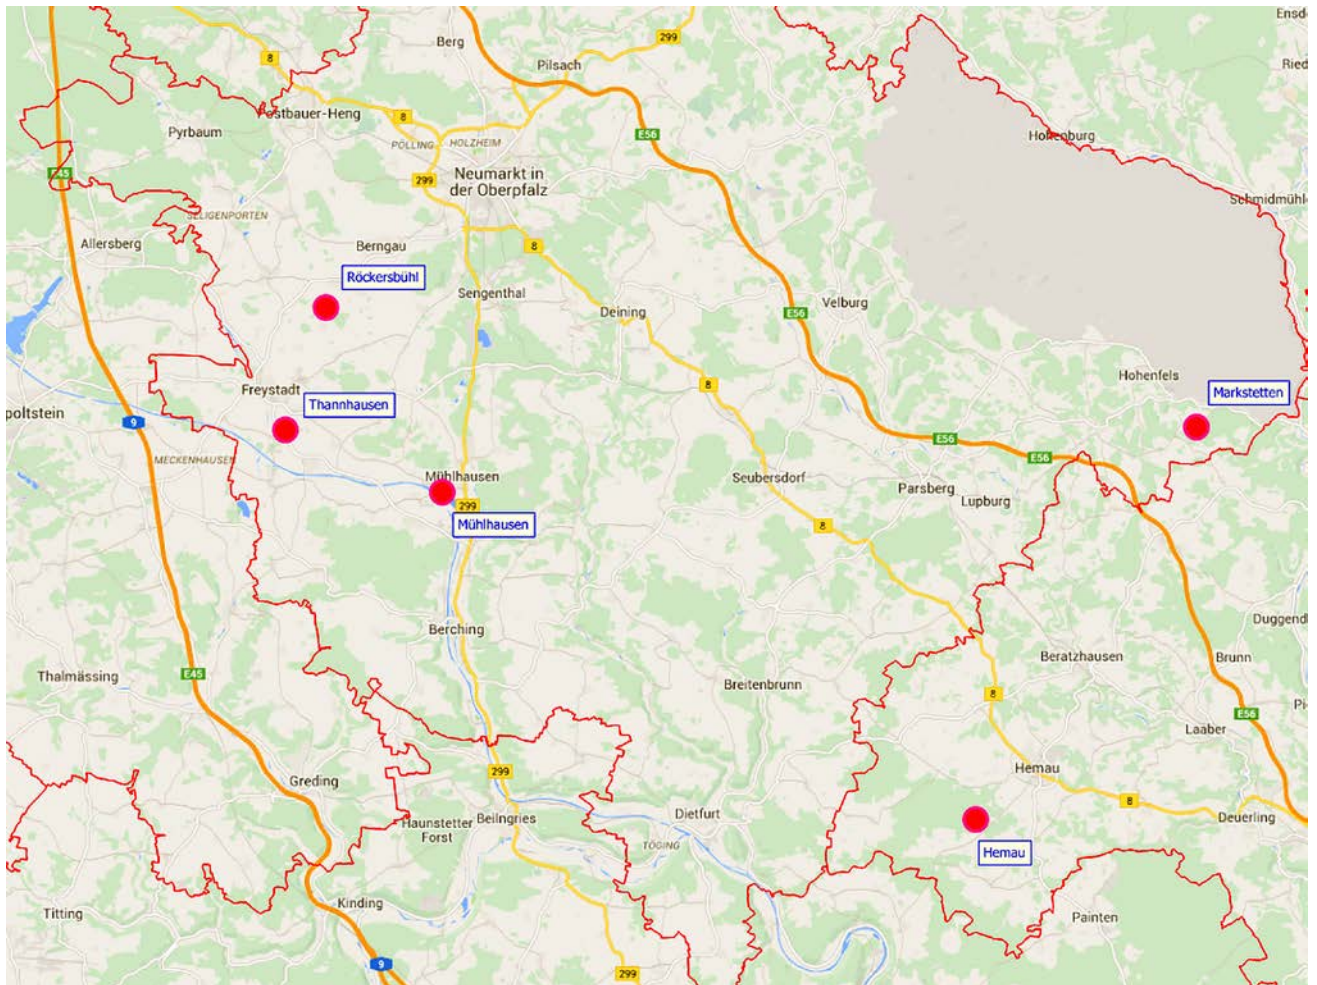 Ensd
Berg
299
Pilsach
8
Ried
Postbauer-Heng
8
Pyrbaum
E56
Hohenburg
PÖLLING
HOLZHEIM
E45
Neumarkt in
der Oberpfalz
299
Schmidmühl
SELIGENPORTEN
Allersberg
Berngau
8
Röckersbühl
Sengenthal
Velburg
Deining
E56
Hohenfels
8
Freystadt
Markstetten
Thannhausen
poltstein
9
E56
MECKENHAUSEN
E56
Mühlhausen
Seubersdorf
Parsberg
Lupburg
299
Mühlhausen
8
Duggend
Berching
Beratzhausen
Brunn
Thalmässing
E45
Breitenbrunn
8
Pi
E56
Laaber
299
Hemau
Greding
8
Dietfurt
Deuerling
Haunstetter
Forst
Beilngries
TÖGING
Hemau
Kinding
Titting
Painten
9
299